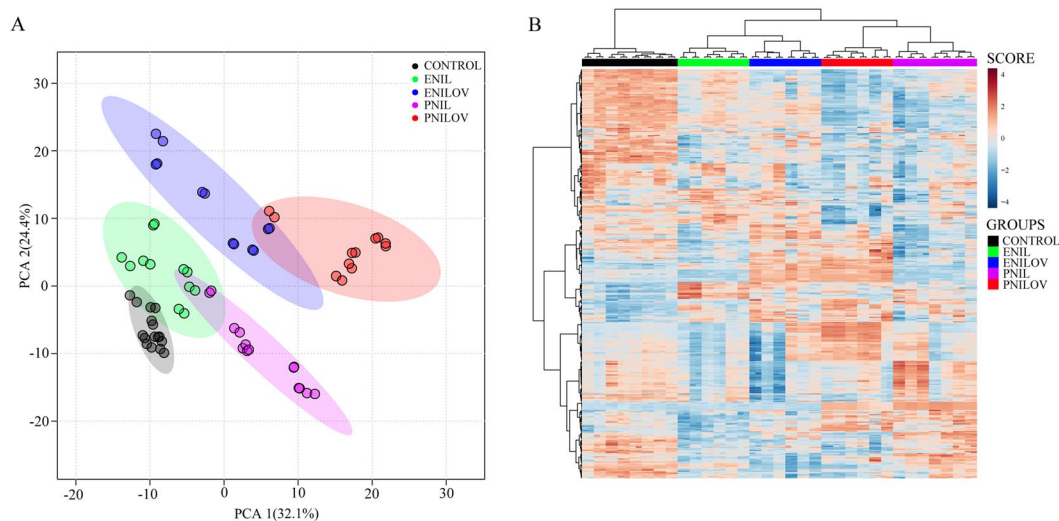 A
30
20
10
0
-10
-20
PCA 2(24.4%)
-20
-10
0
10
20
30
PCA 1(32.1%)
CONTROL
ENIL
ENILOV
PNIL
PNILOV
B
SCORE
4
2
0
-2
-4
GROUPS
CONTROL
ENIL
ENILOV
PNIL
PNILOV